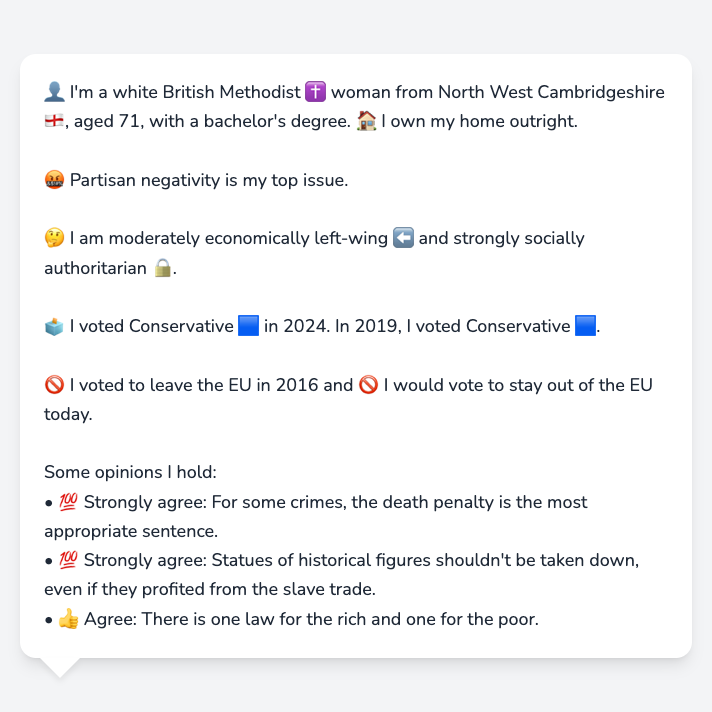 👤 I'm a white British Methodist ✝️ woman from North West Cambridgeshire
🏴󠁧󠁢󠁥󠁮󠁧󠁿, aged 71, with a bachelor's degree. 🏠 I own my home outright.
🤬 Partisan negativity is my top issue.
🤔 I am moderately economically left-wing ⬅️ and strongly socially
authoritarian 🔒.
🗳️ I voted Conservative 🟦 in 2024. In 2019, I voted Conservative 🟦.
🚫 I voted to leave the EU in 2016 and 🚫 I would vote to stay out of the EU
today.
Some opinions I hold:
• 💯 Strongly agree: For some crimes, the death penalty is the most
appropriate sentence.
• 💯 Strongly agree: Statues of historical figures shouldn't be taken down,
even if they profited from the slave trade.
• 👍 Agree: There is one law for the rich and one for the poor.